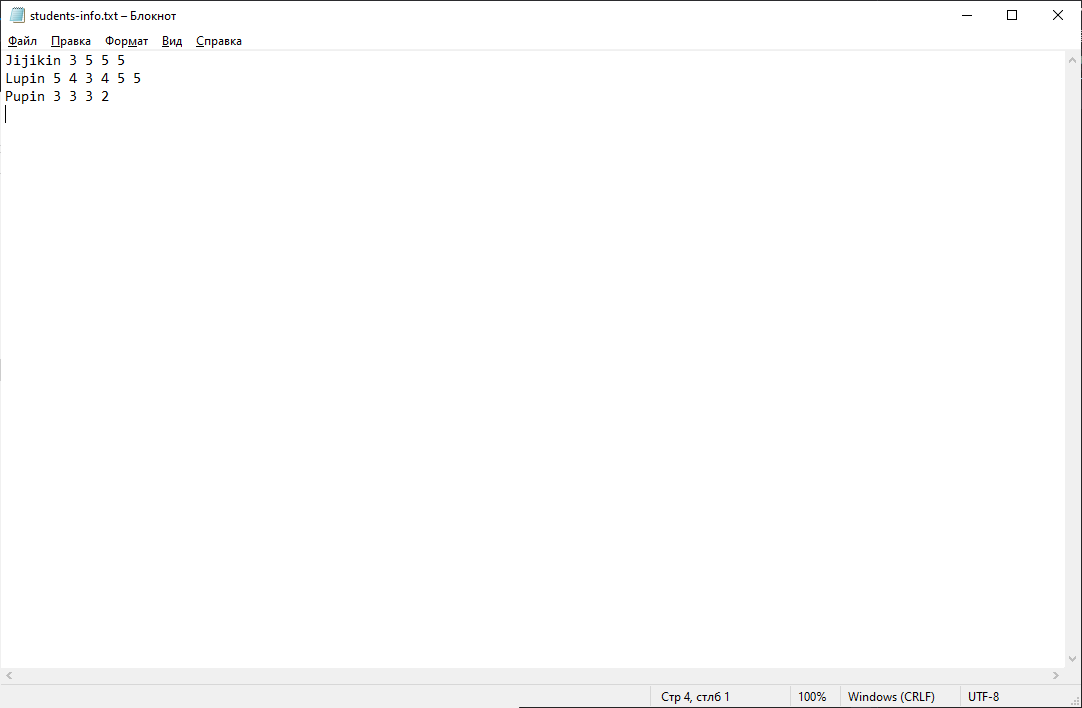 students-info.txt – Блокнот
Файл Правка Формат Вид Справка
Jijikin 3 5 5 5
Lupin 5 4 3 4 5 5
Pupin 3 3 3 2
Стр 4, стлб 1 100% Windows (CRLF) UTF-8